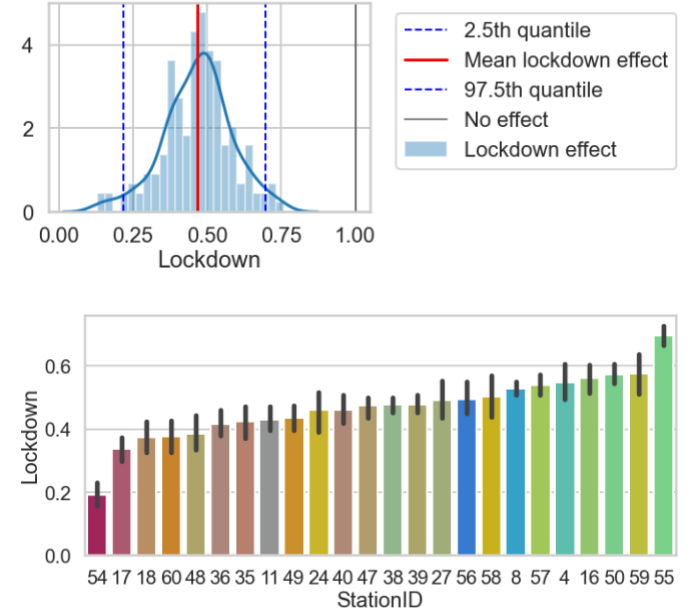 4
2
0
0.00 0.25 0.50 0.75 1.00
Lockdown
2.5th quantile
Mean lockdown effect
97.5th quantile
No effect
Lockdown effect
Lockdown
0.6
0.4
0.2
0.0
54 17 18 60 48 36 35 11 49 24 40 47 38 39 27 56 58 8 57 4 16 50 59 55
StationID